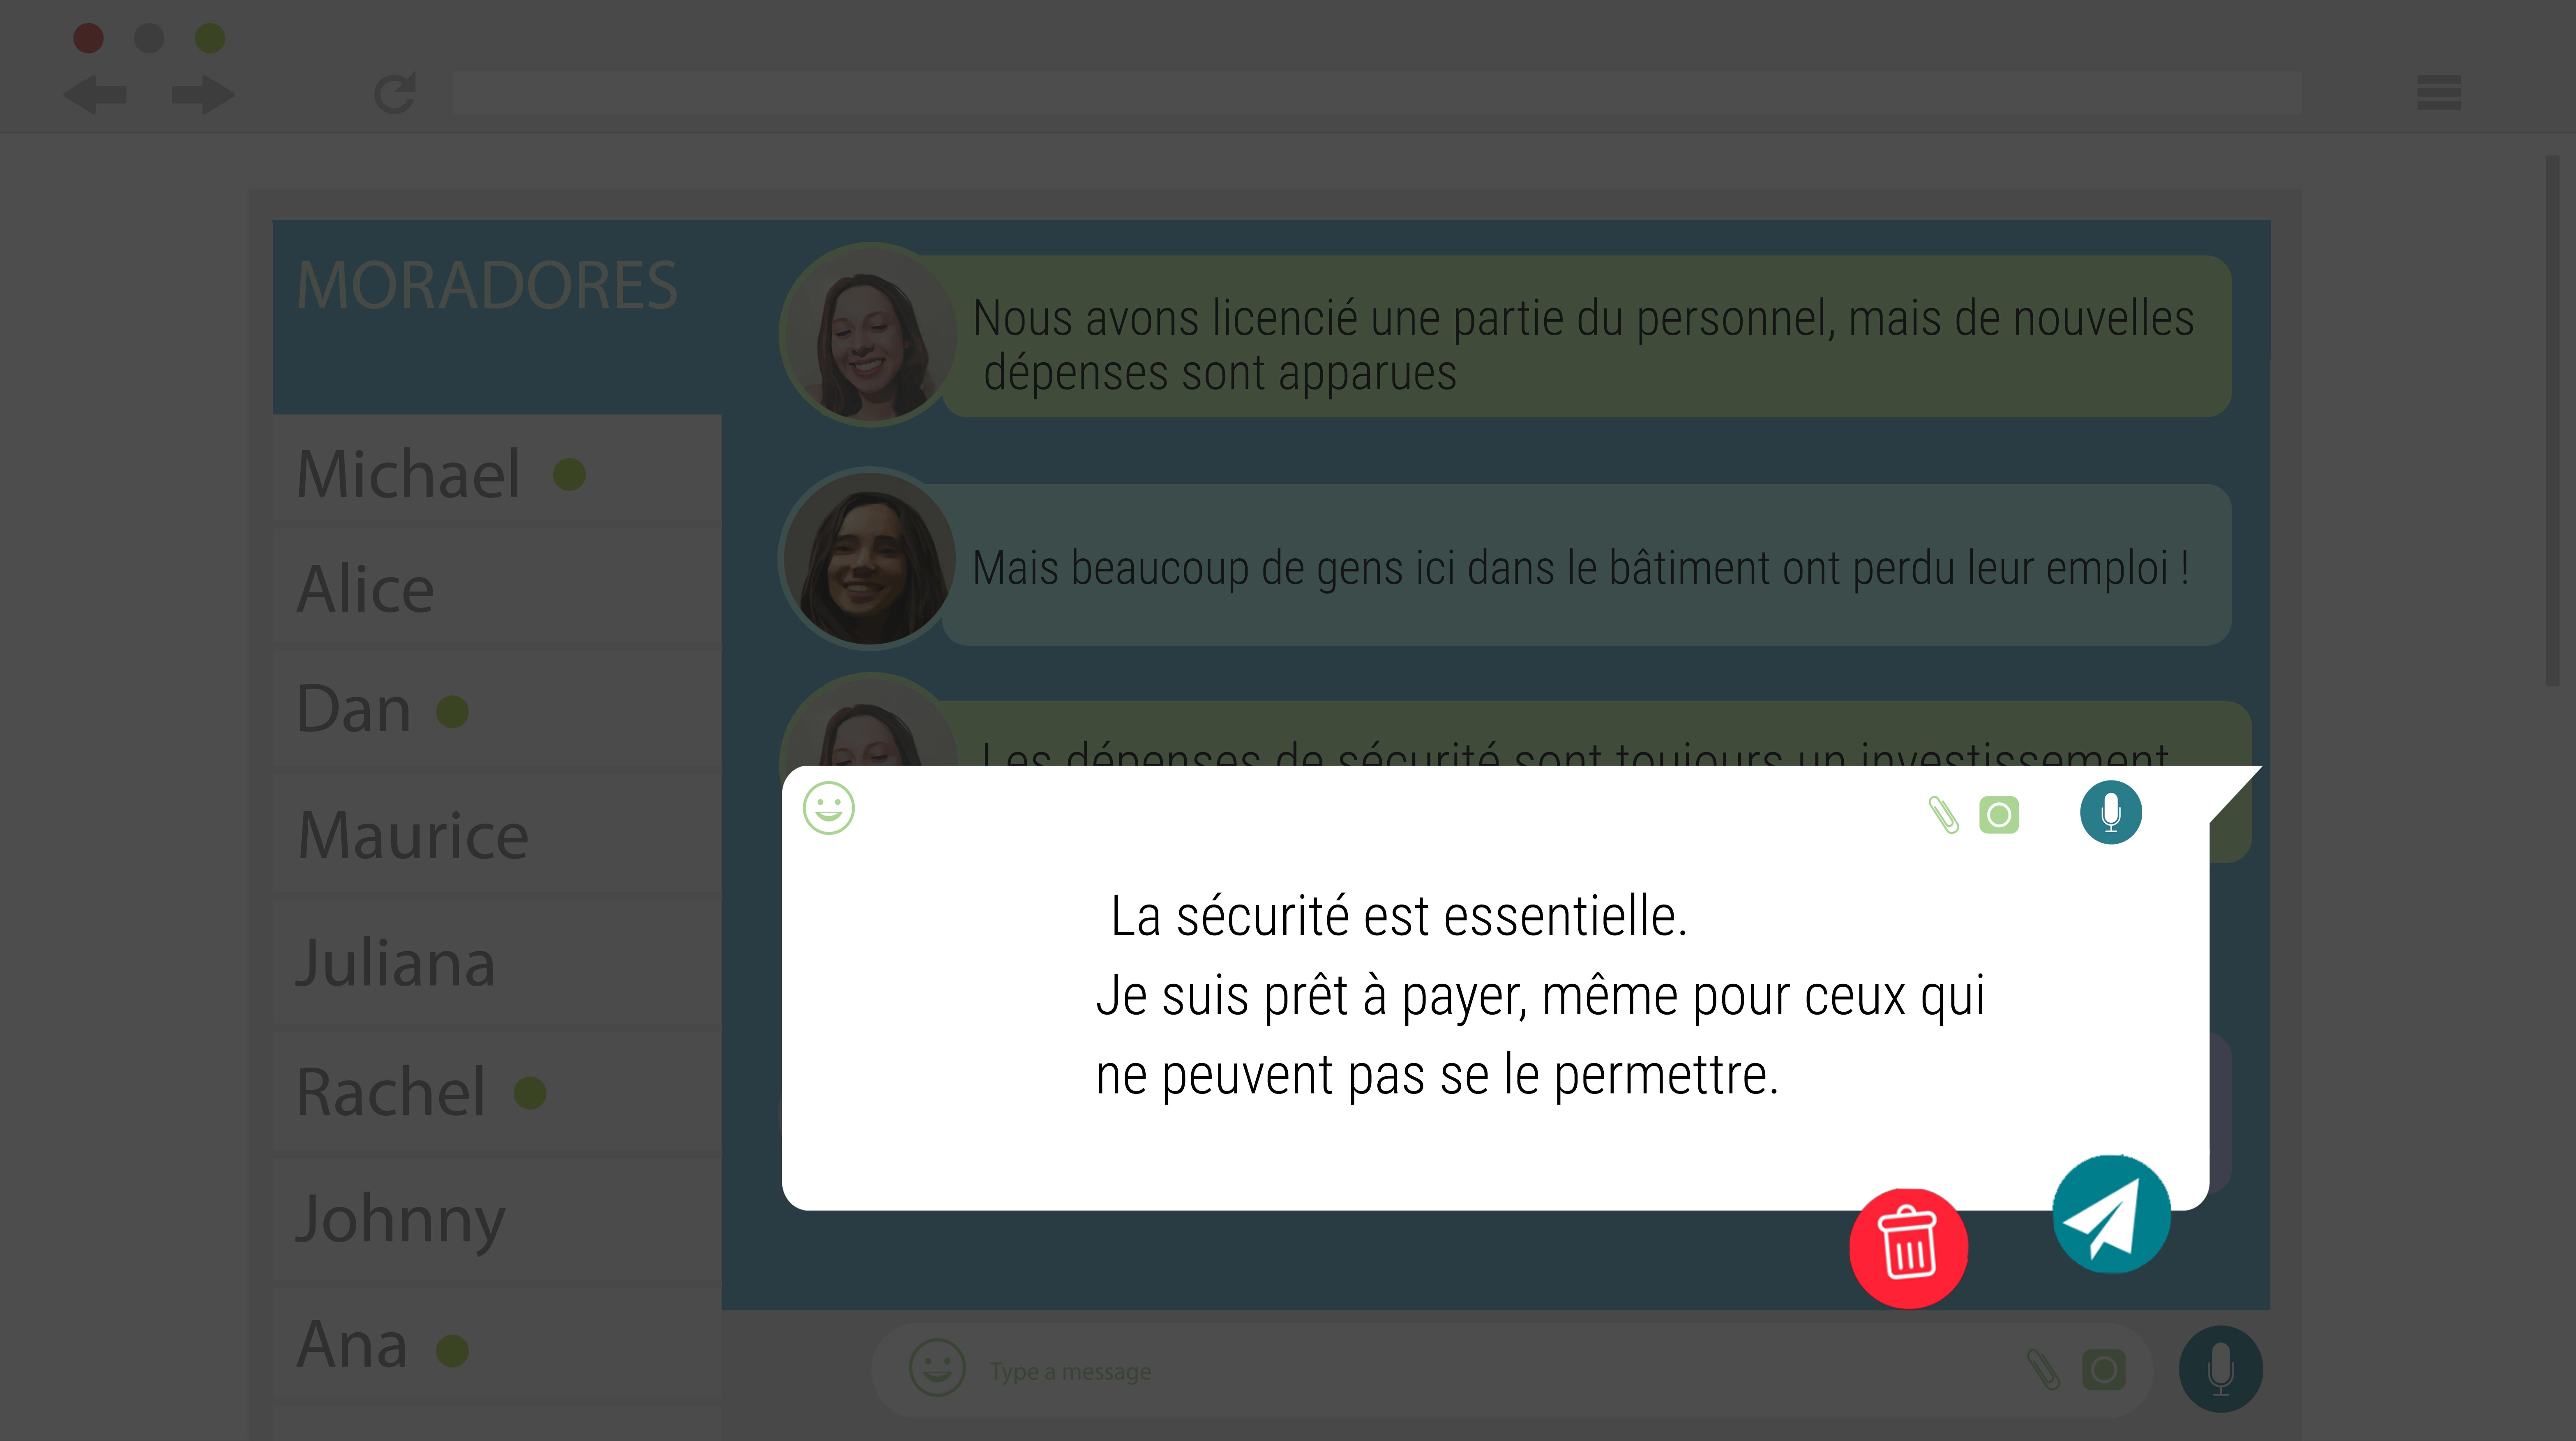 MORADORES
Michael
Alice
Dan
Maurice
Juliana
Rachel
Johnny
Ana
Nous avons licencié une partie du personnel, mais de nouvelles
dépenses sont apparues
Mais beaucoup de gens ici dans le bâtiment ont perdu leur emploi !
Les dépenses de sécurité sont toujours un investissement
La sécurité est essentielle.
Je suis prêt à payer, même pour ceux qui
ne peuvent pas se le permettre.
Type a message